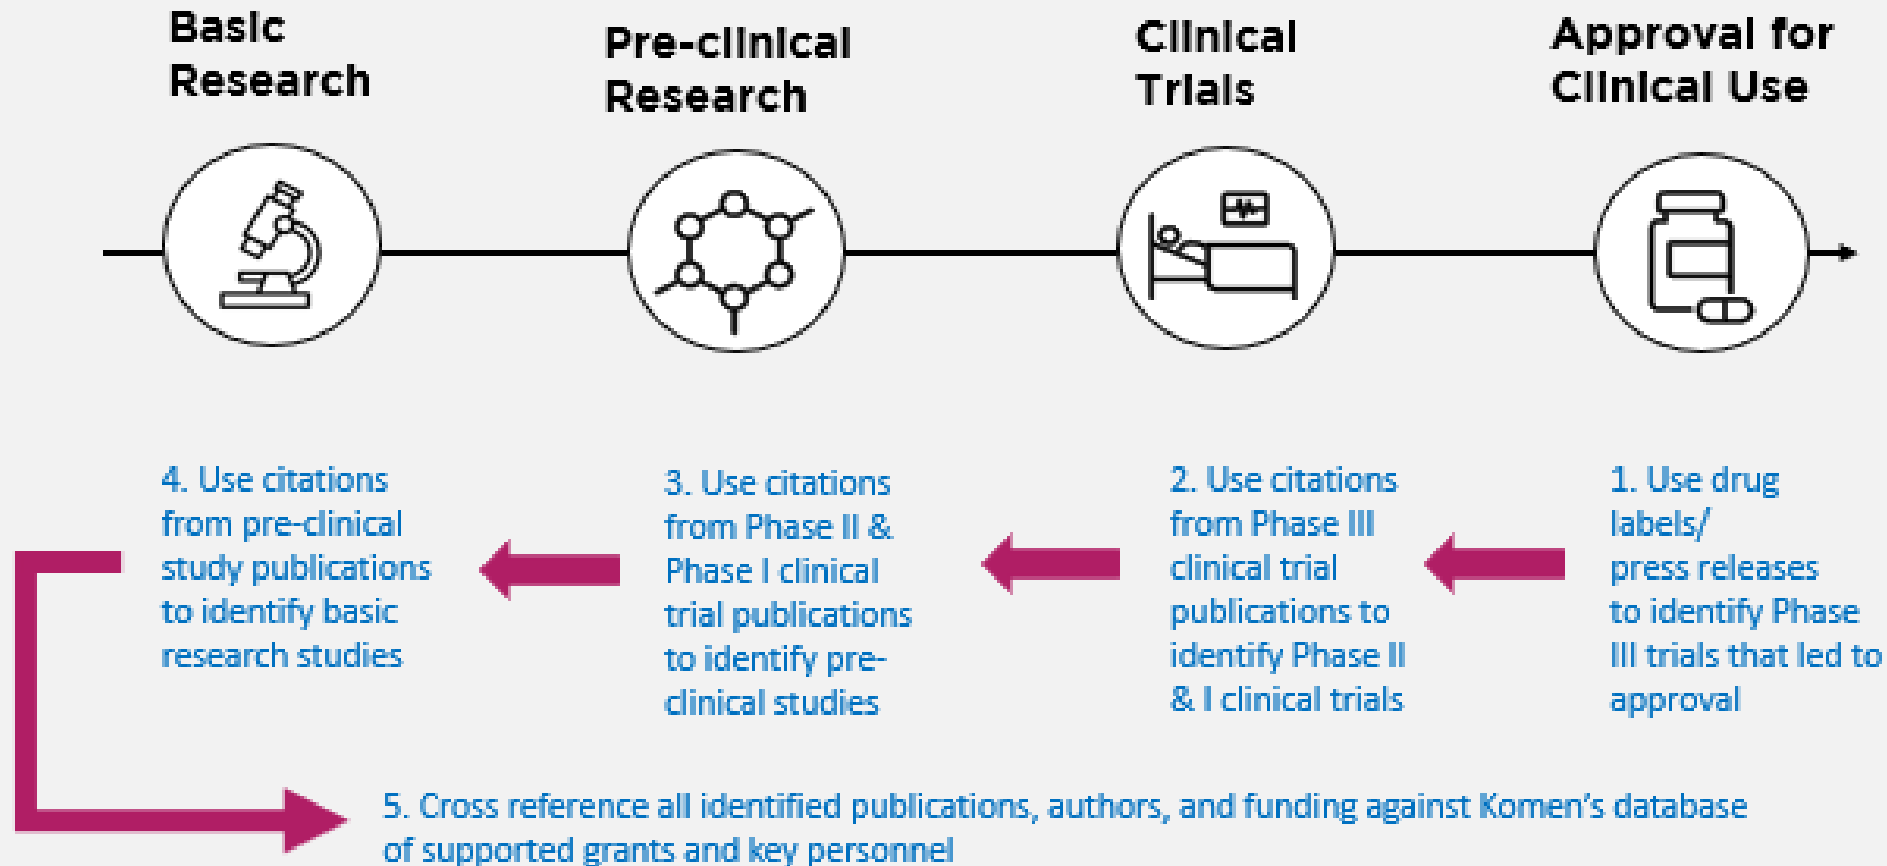 Basic
Research
Pre-clinical
Research
Clinical
Trials
Approval for
Clinical Use
4. Use citations
from pre-clinical
study publications
to identify basic
research studies
3. Use citations
from Phase II &
Phase I clinical
trial publications
to identify pre-
clinical studies
2. Use citations
from Phase III
clinical trial
publications to
identify Phase II
& I clinical trials
1. Use drug
labels/
press releases
to identify Phase
III trials that led to
approval
5. Cross reference all identified publications, authors, and funding against Komen's database
of supported grants and key personnel